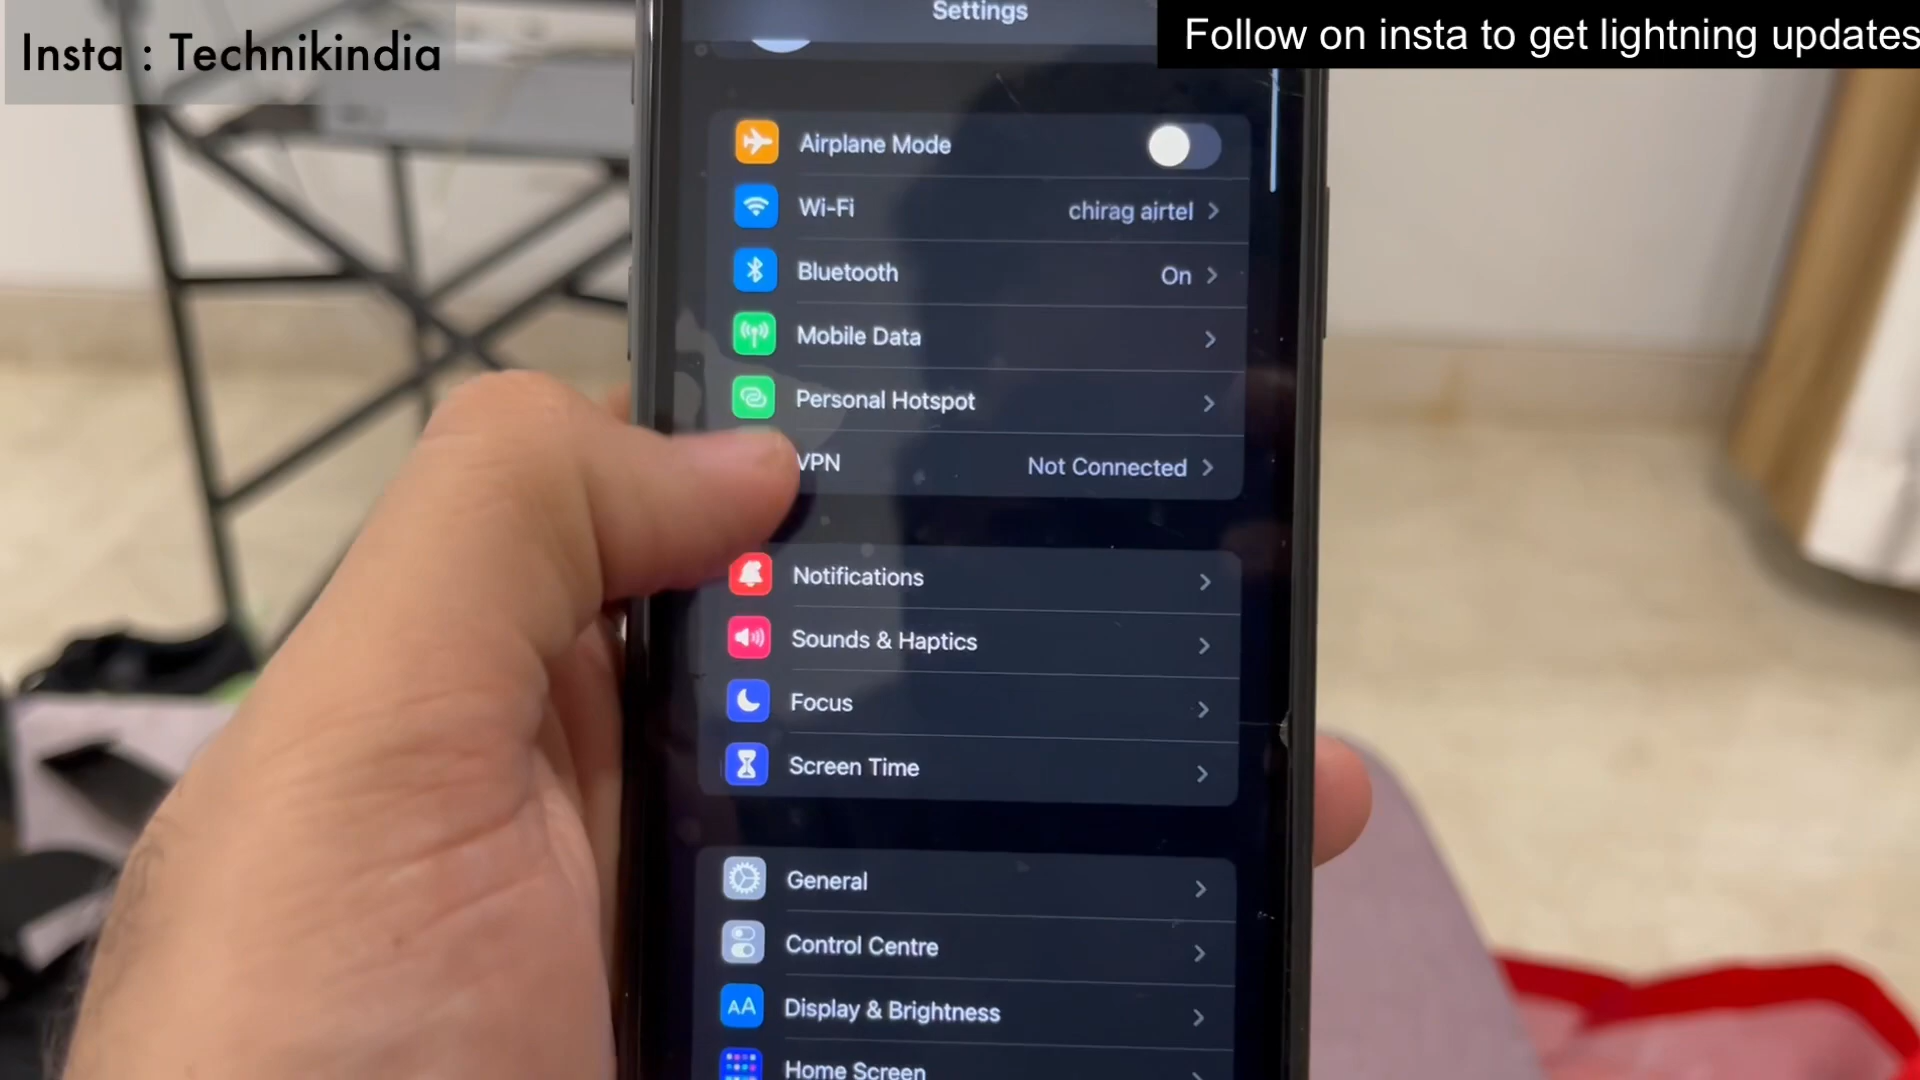 Insta : Technikindia
Follow on insta to get lightning updates
Settings
Airplane Mode
Wi-Fi chirag airtel
Bluetooth On
Mobile Data
Personal Hotspot
VPN Not Connected
Notifications
Sounds & Haptics
Focus
Screen Time
General
Control Centre
Display & Brightness
AA
Home Screen